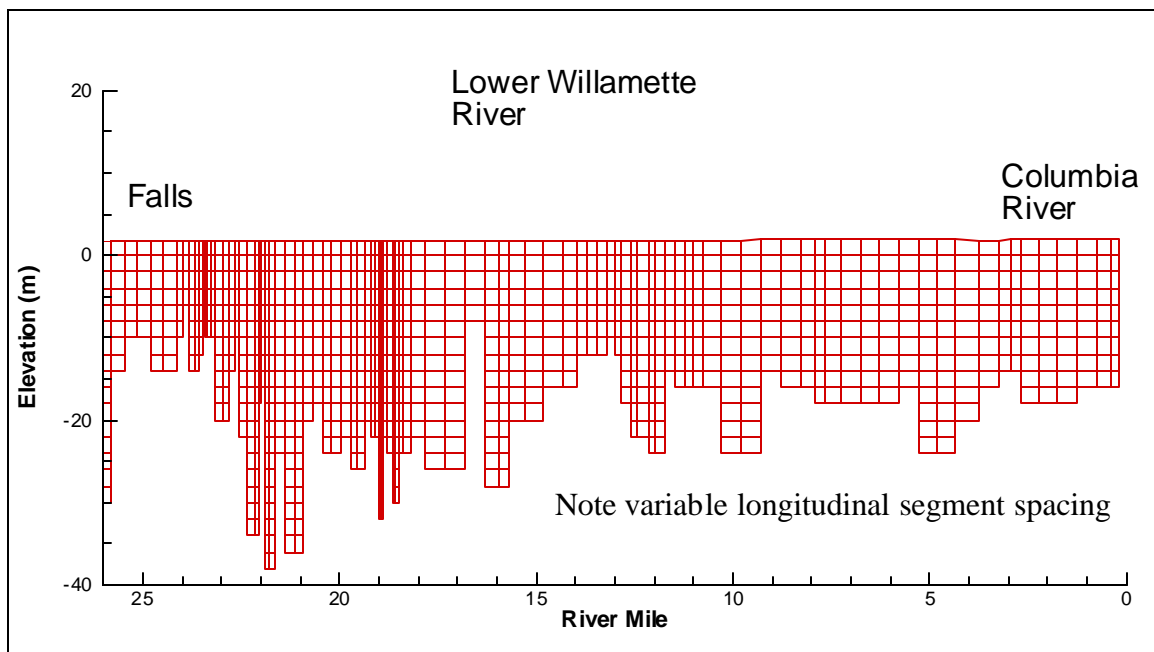 Lower Willamette
River
20
Falls
Columbia
River
0
Elevation (m)
-20
Note variable longitudinal segment spacing
-40
25
20
15
10
5
0
River Mile